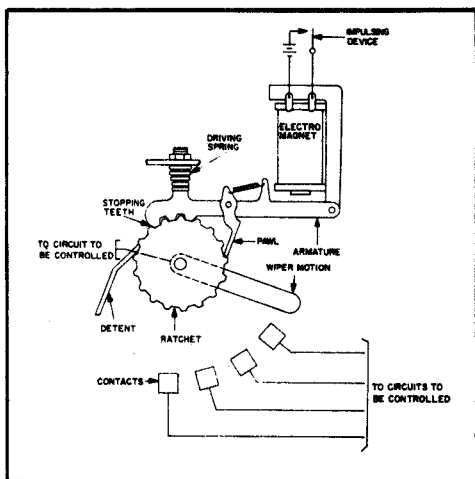 IMPULSING
DEVICE
ELECTRO
MAGNET
DRIVING
SPRING
STOPPING
TEETH
TO CIRCUIT TO
BE CONTROLLED
PAWL
ARMATURE
WIPER MOTION
DETENT
RATCHET
CONTACTS
TO CIRCUITS TO
BE CONTROLLED